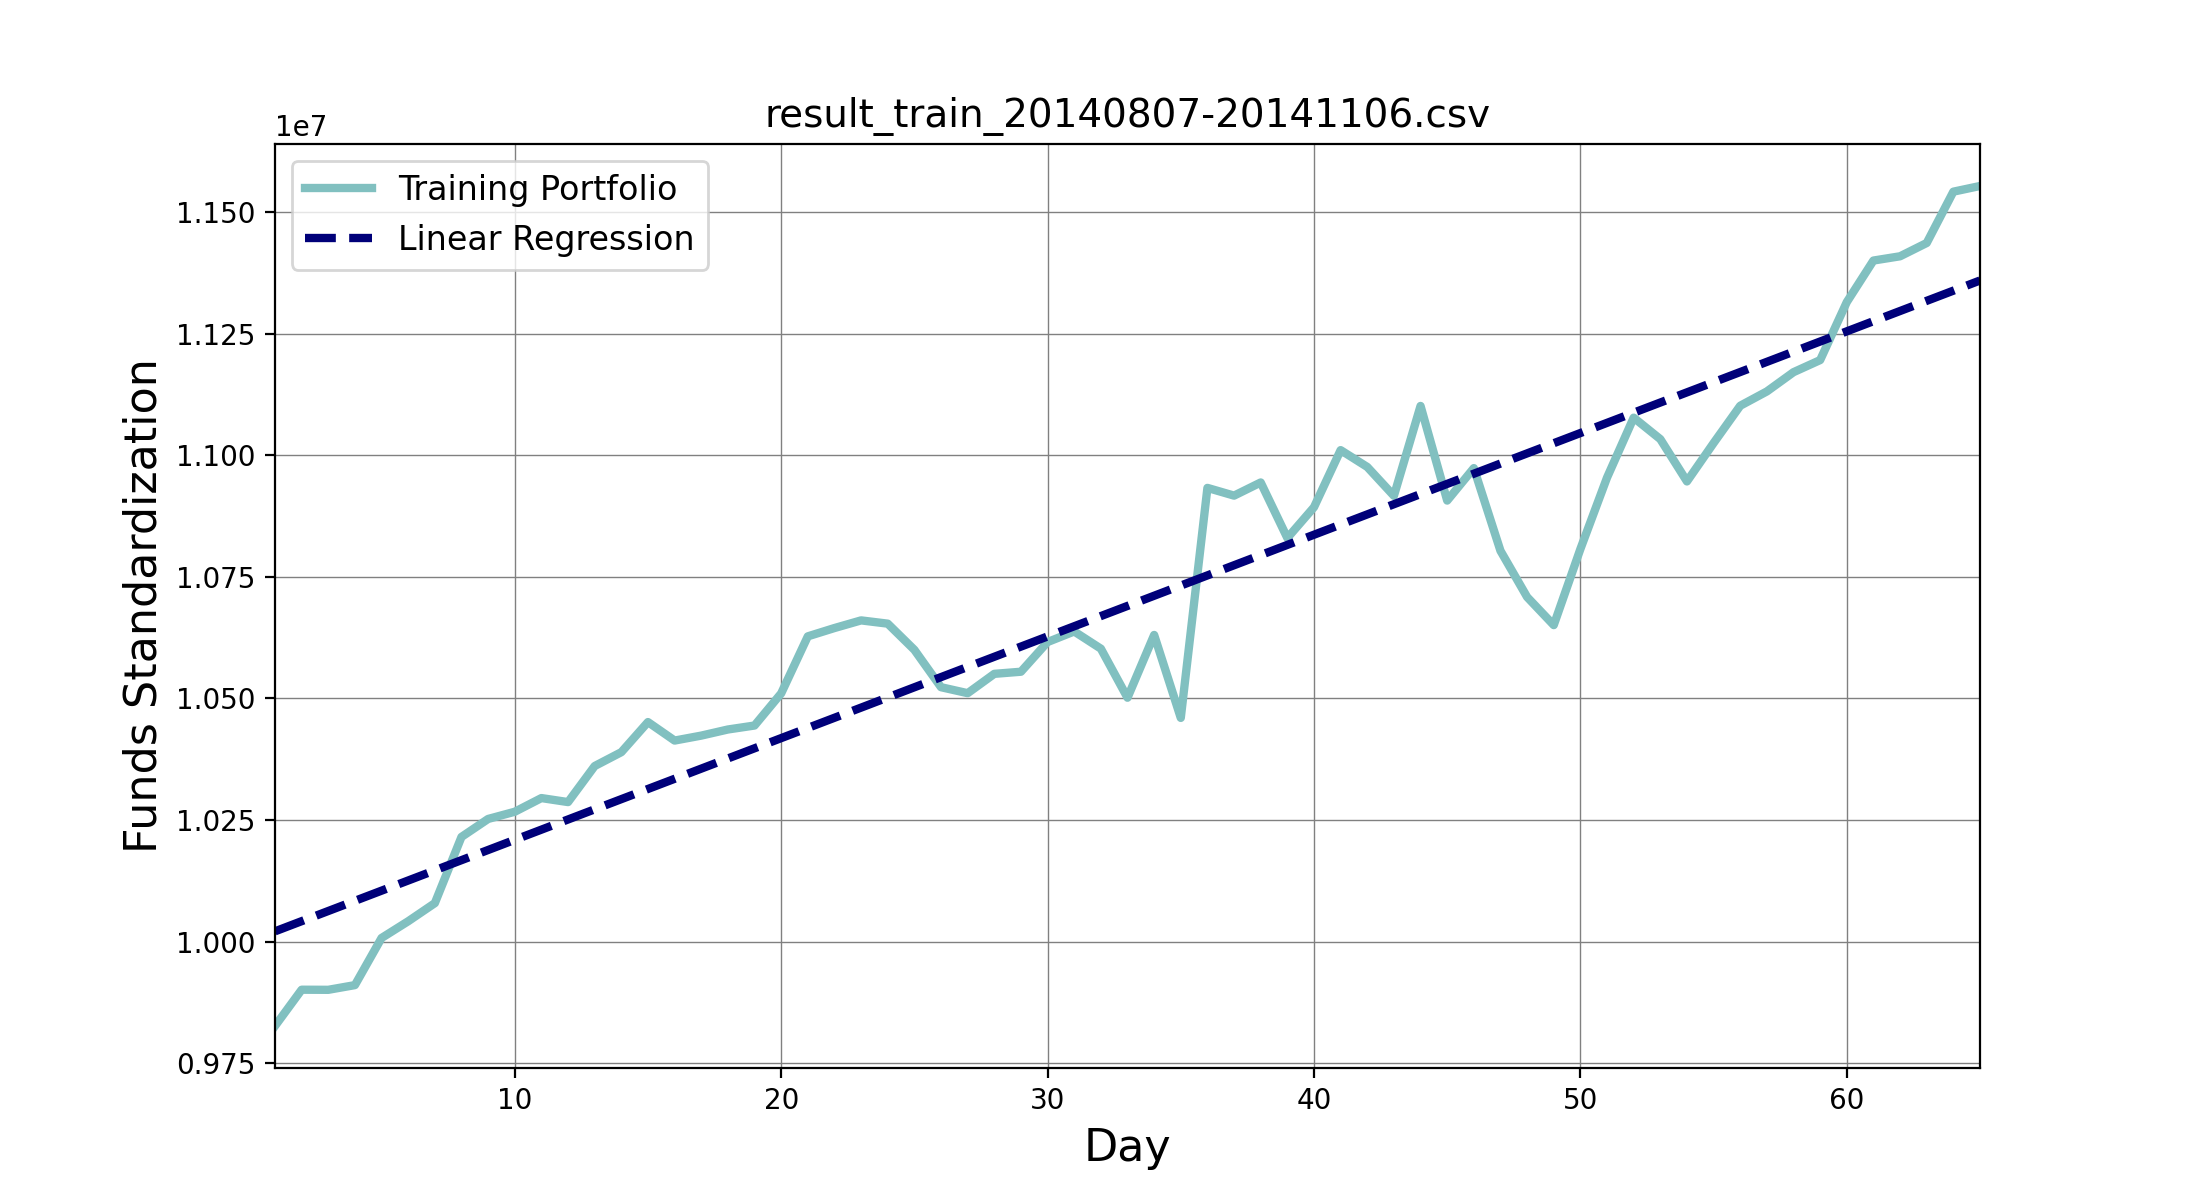 result_train_20140807-20141106.csv
1e7
Training Portfolio
Linear Regression
1.150
1.125
1.100
1.075
1.050
1.025
1.000
0.975
Funds Standardization
10 20 30 40 50 60
Day